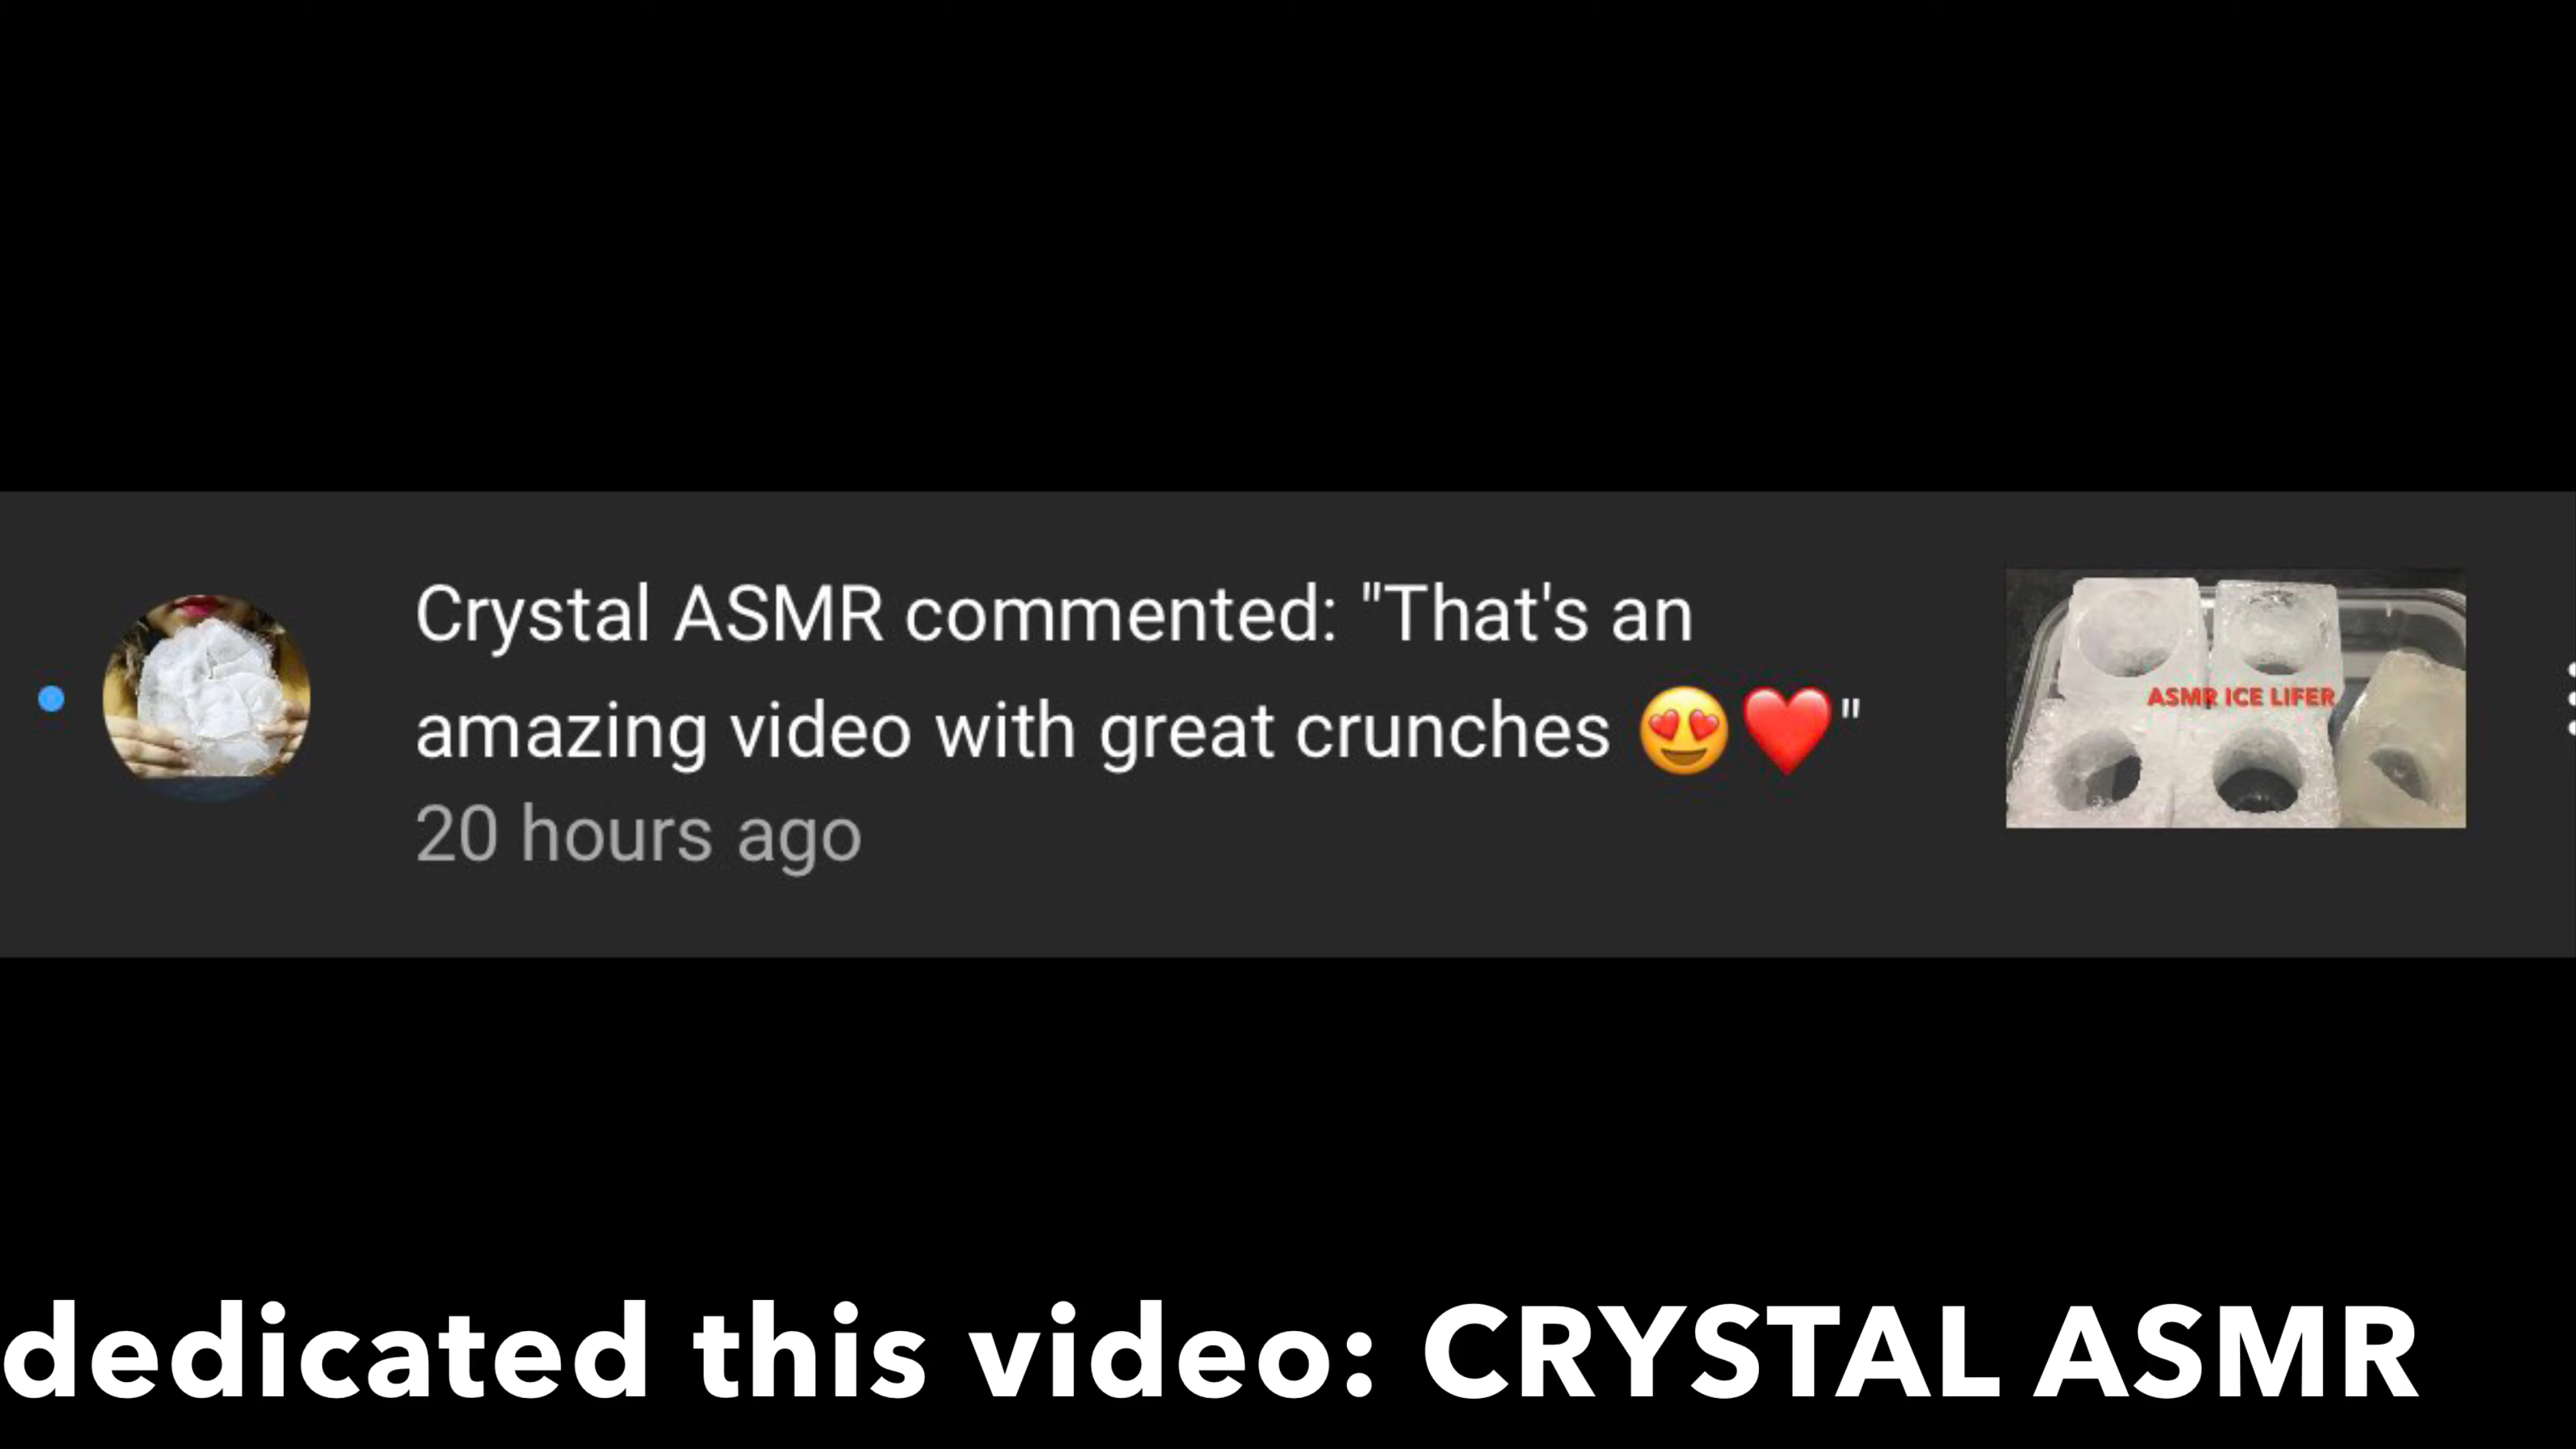 Crystal ASMR commented: "That's an
amazing video with great crunches 😍❤️"
20 hours ago
ASMR ICE LIFER
dedicated this video: CRYSTAL ASMR